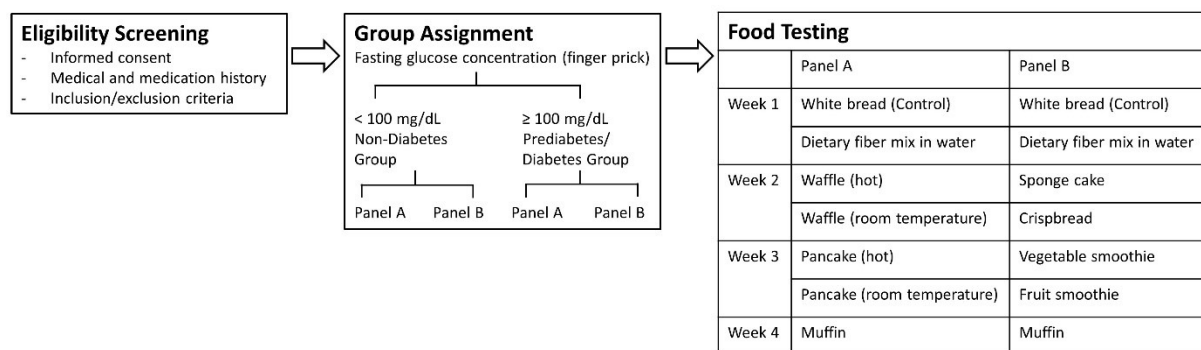 Eligibility Screening
- Informed consent
- Medical and medication history
- Inclusion/exclusion criteria
Group Assignment
Fasting glucose concentration (finger prick)
< 100 mg/dL
Non-Diabetes
Group
≥ 100 mg/dL
Prediabetes/
Diabetes Group
Panel A Panel B Panel A Panel B
Food Testing
Panel A Panel B
Week 1 White bread (Control) White bread (Control)
Dietary fiber mix in water Dietary fiber mix in water
Week 2 Waffle (hot) Sponge cake
Waffle (room temperature) Crispbread
Week 3 Pancake (hot) Vegetable smoothie
Pancake (room temperature) Fruit smoothie
Week 4 Muffin Muffin